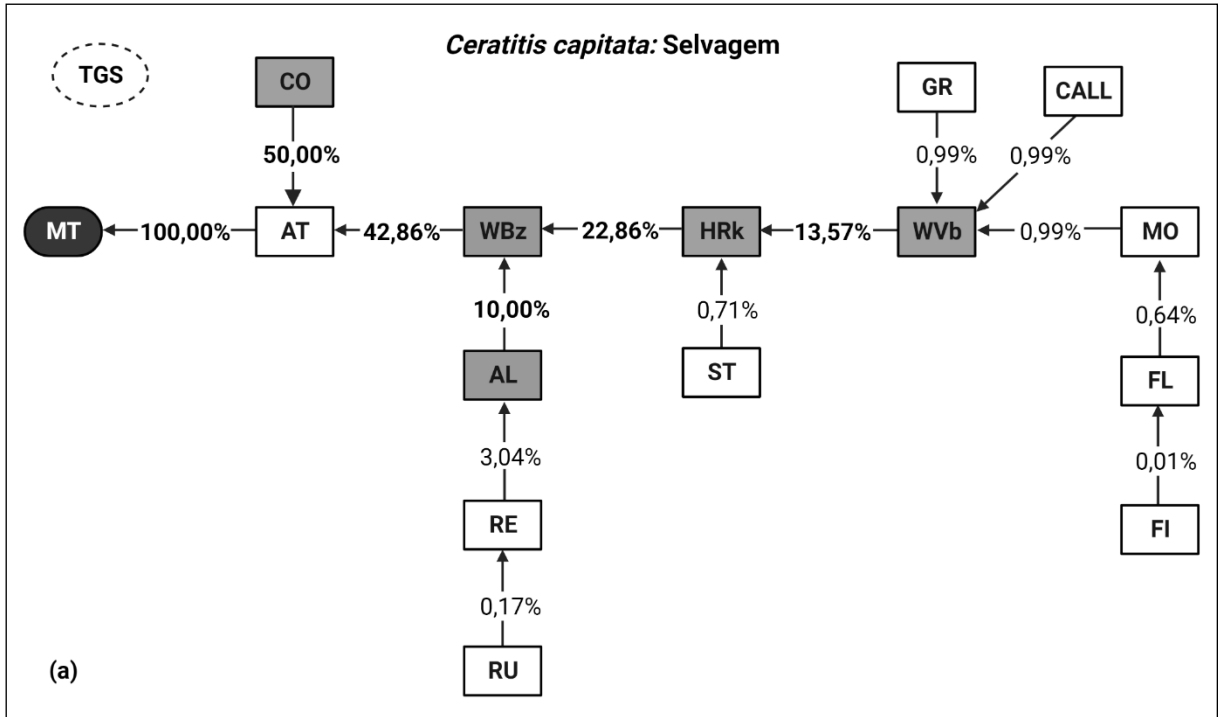 Ceratitis capitata: Selvagem
TGS
CO
GR
CALL
50,00%
0,99%
0,99%
MT
100,00%
AT
42,86%
WBz
22,86%
HRk
13,57%
WVb
0,99%
MO
10,00%
0,71%
0,64%
AL
ST
FL
3,04%
0,01%
RE
FI
0,17%
RU
(a)